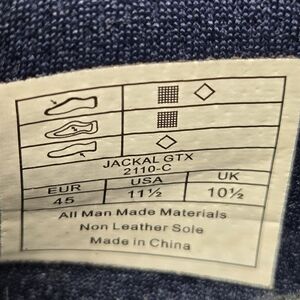 JACKAL GTX
2110-C
EUR USA UK
45 11½ 10½
All Man Made Materials
Non Leather Sole
Made in China